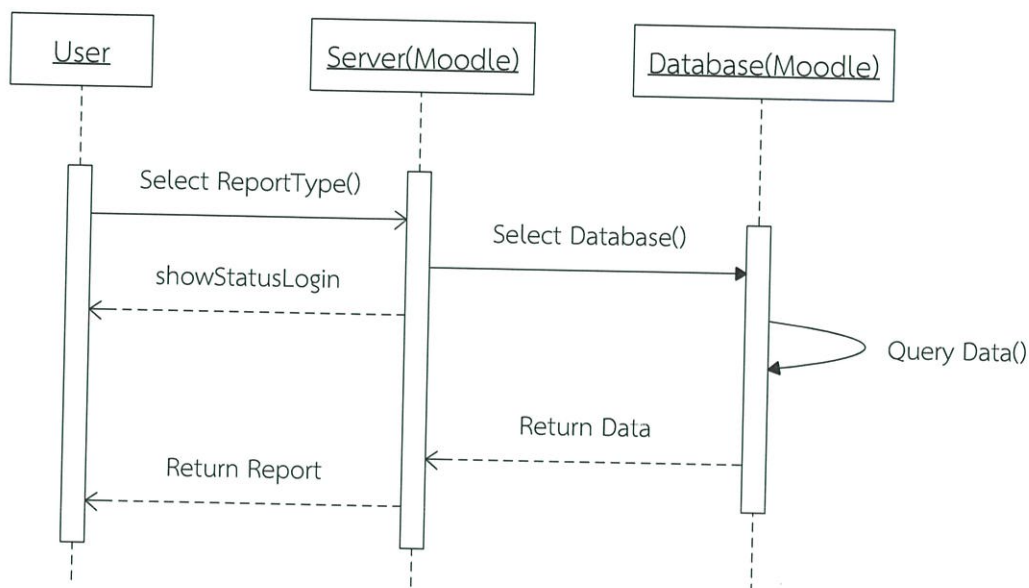 User
Server(Moodle)
Database(Moodle)
Select ReportType()
Select Database()
showStatusLogin
Query Data()
Return Data
Return Report